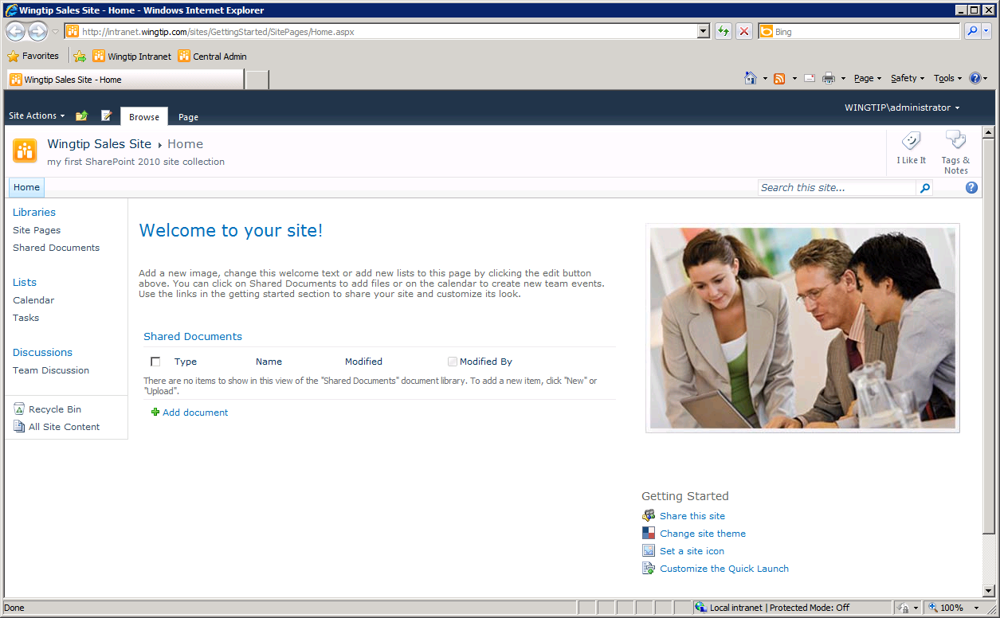 Wingtip Sales Site - Home - Windows Internet Explorer
http://intranet.wingtip.com/sites/GettingStarted/SitePages/Home.aspx
Bing
Favorites
Wingtip Intranet
Central Admin
Wingtip Sales Site - Home
Page
Safety
Tools
Site Actions
Browse
Page
WINGTIP\administrator
Wingtip Sales Site
Home
my first SharePoint 2010 site collection
I Like It
Tags &
Notes
Home
Search this site...
Libraries
Site Pages
Shared Documents
Lists
Calendar
Tasks
Discussions
Team Discussion
Recycle Bin
All Site Content
Welcome to your site!
Add a new image, change this welcome text or add new lists to this page by clicking the edit button
above. You can click on Shared Documents to add files or on the calendar to create new team events.
Use the links in the getting started section to share your site and customize its look.
Shared Documents
Type Name Modified Modified By
There are no items to show in this view of the "Shared Documents" document library. To add a new item, click "New" or
"Upload".
Add document
Getting Started
Share this site
Change site theme
Set a site icon
Customize the Quick Launch
Done
Local intranet | Protected Mode: Off
100%